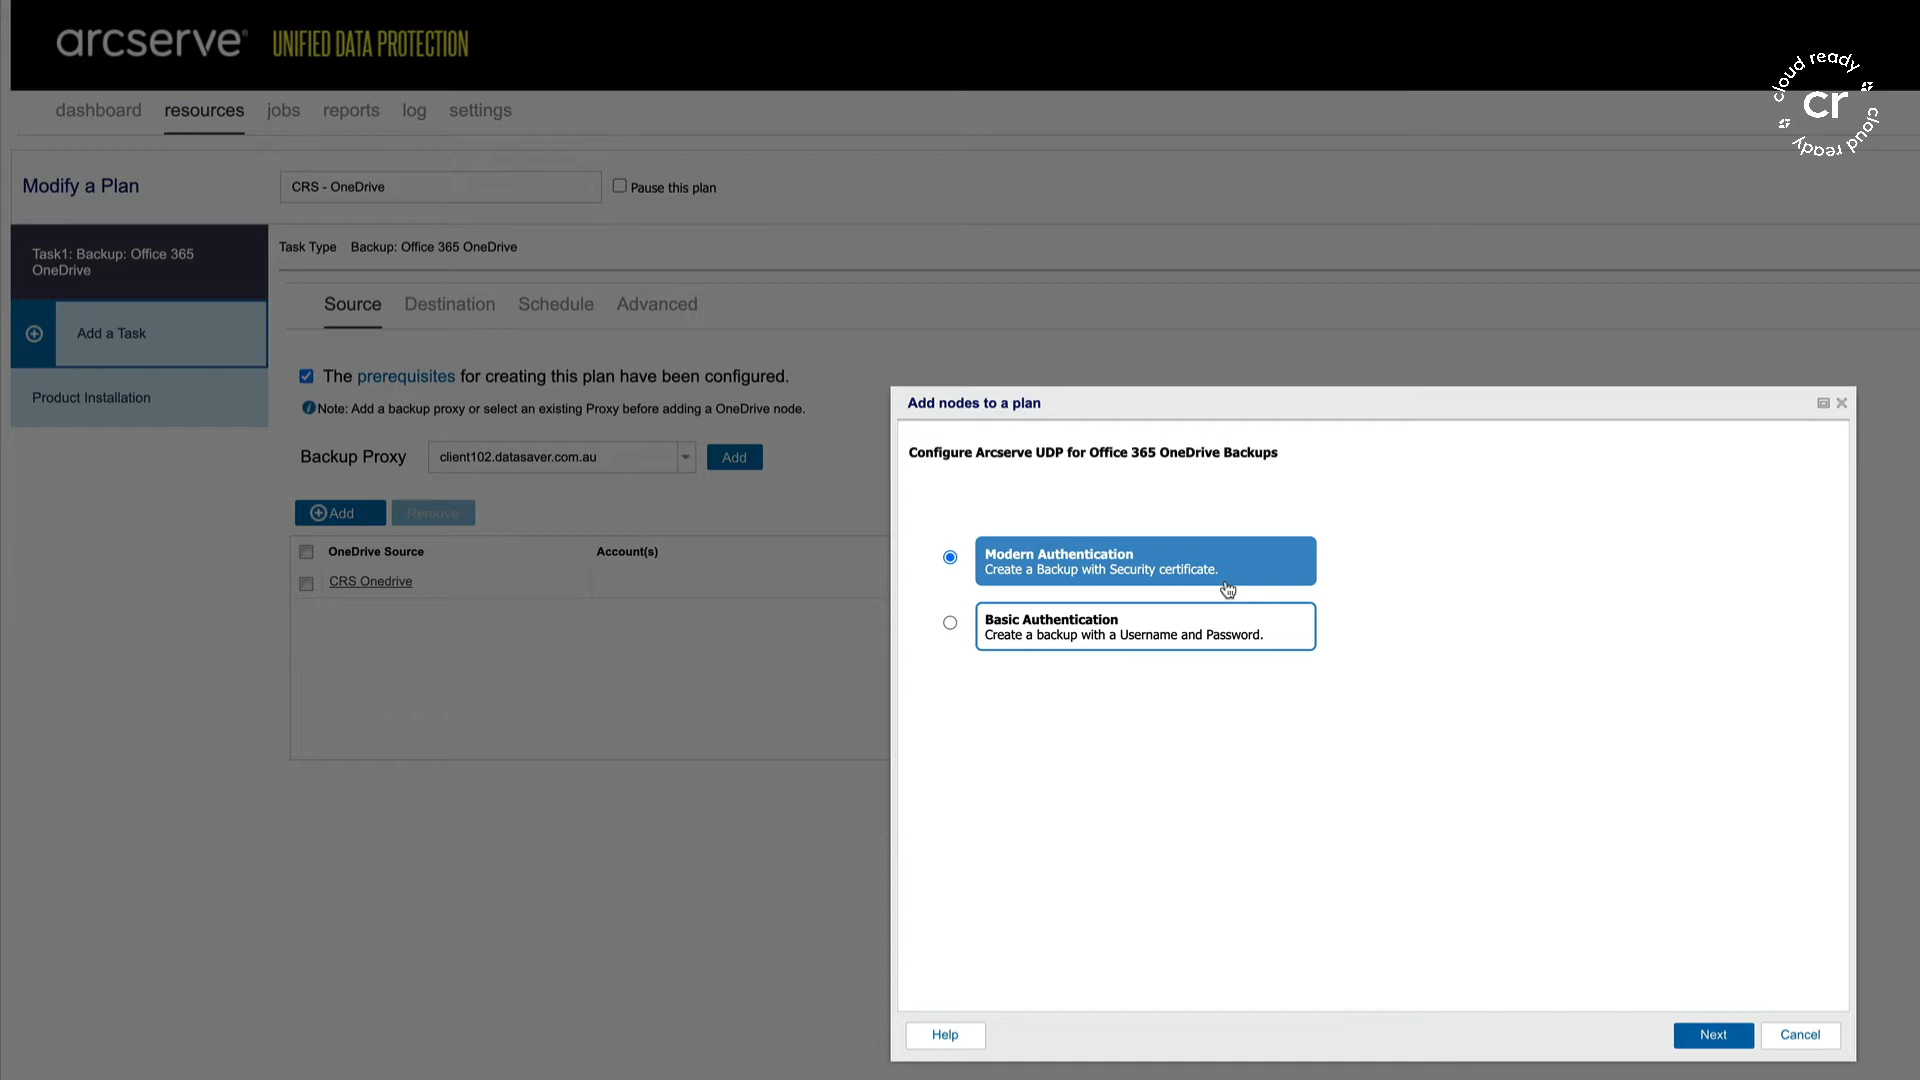 arcserve® UNIFIED DATA PROTECTION
cloud ready
cr
cloud ready
dashboard resources jobs reports log settings
Modify a Plan CRS - OneDrive Pause this plan
Task1: Backup: Office 365
OneDrive
Task Type Backup: Office 365 OneDrive
Add a Task
Product Installation
Source Destination Schedule Advanced
The prerequisites for creating this plan have been configured.
Note: Add a backup proxy or select an existing Proxy before adding a OneDrive node.
Backup Proxy client102.datasaver.com.au Add
Add Remove
OneDrive Source Account(s)
CRS Onedrive
Add nodes to a plan
Configure Arcserve UDP for Office 365 OneDrive Backups
Modern Authentication
Create a Backup with Security certificate.
Basic Authentication
Create a backup with a Username and Password.
Help Next Cancel